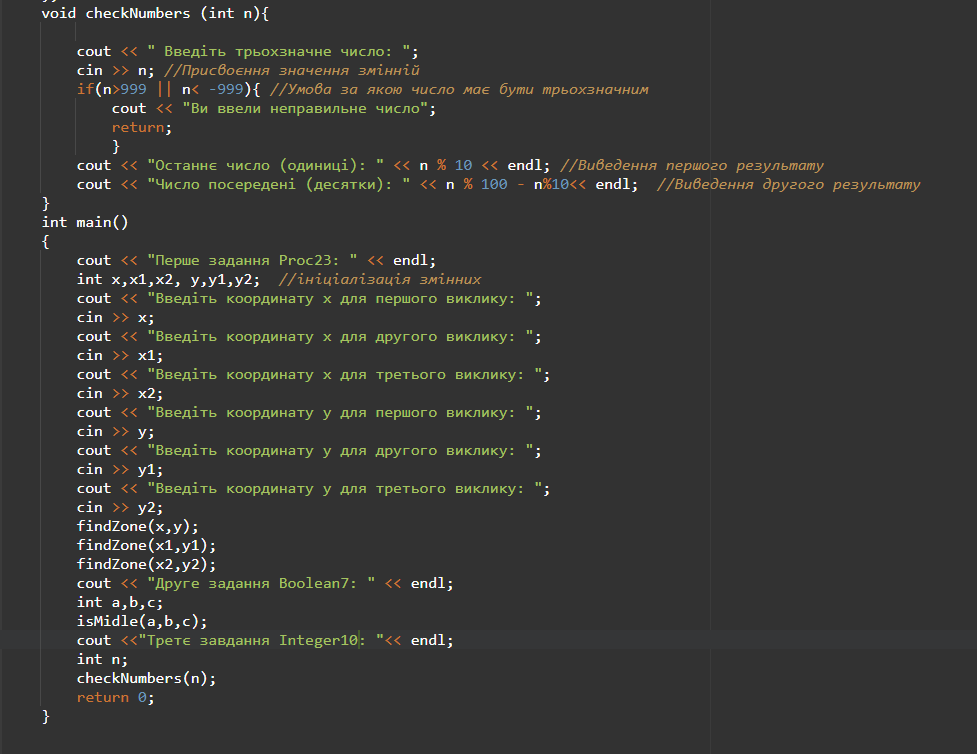 void checkNumbers (int n){
cout << " Введіть трьохзначне число: ";
cin >> n; //Присвоєння значення змінній
if(n>999 || n< -999){ //Умова за якою число має бути трьохзначним
cout << "Ви ввели неправильне число";
return;
}
cout << "Останнє число (одиниці): " << n % 10 << endl; //Виведення першого результату
cout << "Число посередені (десятки): " << n % 100 - n%10<< endl;  //Виведення другого результату
}
int main()
{
cout << "Перше задання Proc23: " << endl;
int x,x1,x2, y,y1,y2;  //ініціалізація змінних
cout << "Введіть координату х для першого виклику: ";
cin >> x;
cout << "Введіть координату х для другого виклику: ";
cin >> x1;
cout << "Введіть координату х для третього виклику: ";
cin >> x2;
cout << "Введіть координату у для першого виклику: ";
cin >> y;
cout << "Введіть координату у для другого виклику: ";
cin >> y1;
cout << "Введіть координату у для третього виклику: ";
cin >> y2;
findZone(x,y);
findZone(x1,y1);
findZone(x2,y2);
cout << "Друге задання Boolean7: " << endl;
int a,b,c;
isMidle(a,b,c);
cout <<"Третє завдання Integer10: "<< endl;
int n;
checkNumbers(n);
return 0;
}